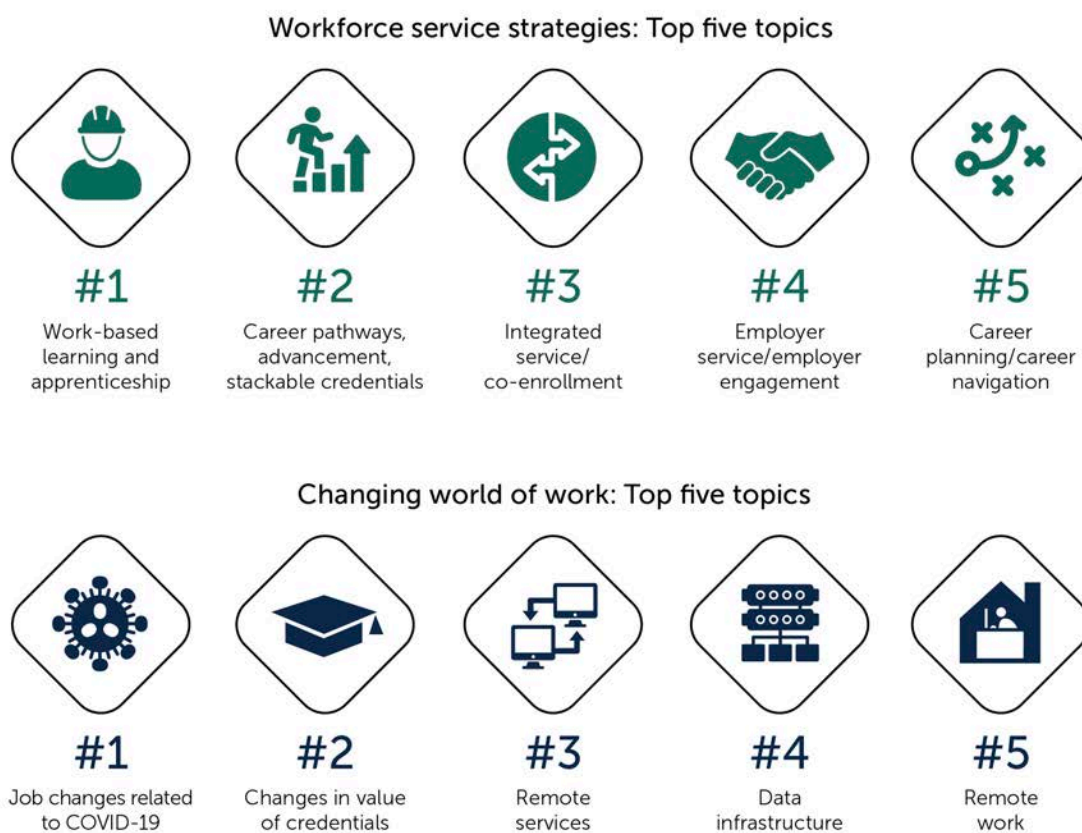 Workforce service strategies: Top five topics
#1
#2
#3
#4
#5
Work-based
learning and
apprenticeship
Career pathways,
advancement,
stackable credentials
Integrated
service/
co-enrollment
Employer
service/employer
engagement
Career
planning/career
navigation
Changing world of work: Top five topics
#1
#2
#3
#4
#5
Job changes related
to COVID-19
Changes in value
of credentials
Remote
services
Data
infrastructure
Remote
work